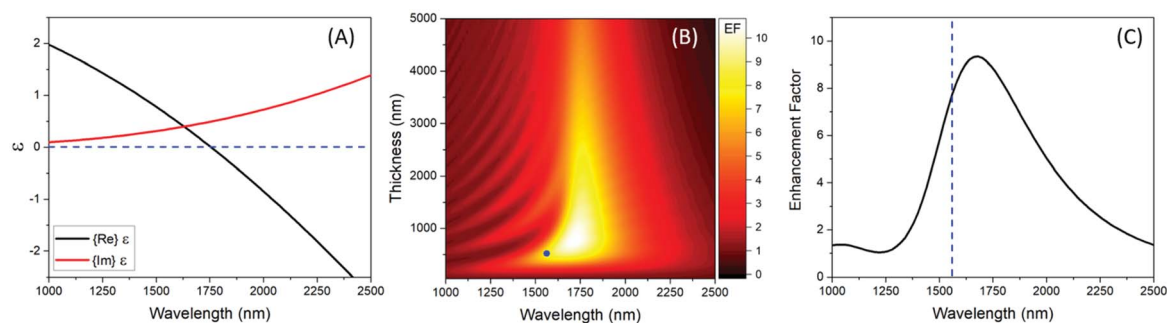 (A)
ε
2
1
0
-1
-2
{Re} ε
{Im} ε
1000 1250 1500 1750 2000 2250 2500
Wavelength (nm)
(B)
Thickness (nm)
5000
4000
3000
2000
1000
1000 1250 1500 1750 2000 2250 2500
Wavelength (nm)
EF
10
9
8
7
6
5
4
3
2
1
0
(C)
Enhancement Factor
10
8
6
4
2
0
1000 1250 1500 1750 2000 2250 2500
Wavelength (nm)